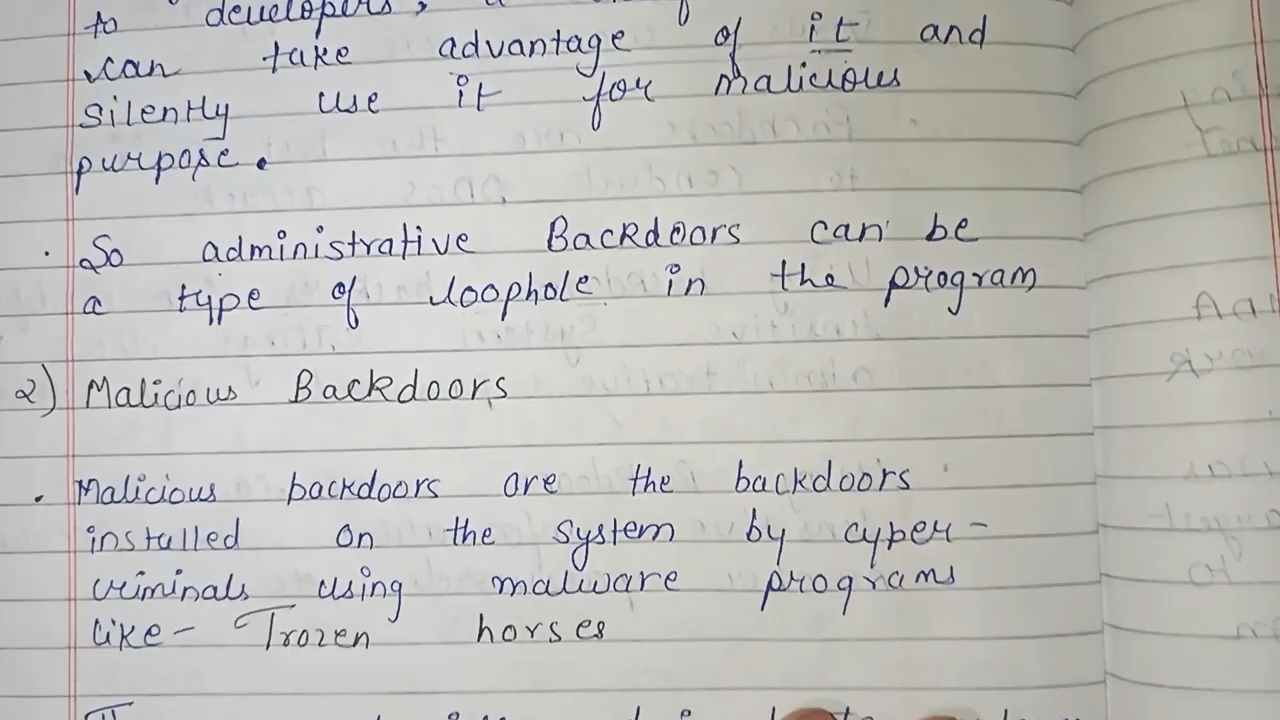 to developers,
can take advantage of it and
silently use it for malicious
purpose.
. So administrative Backdoors can be
a type of loophole in the program
2) Malicious Backdoors
. Malicious backdoors are the backdoors
installed on the system by cyber-
criminals using malware programs
like- Trozen horses